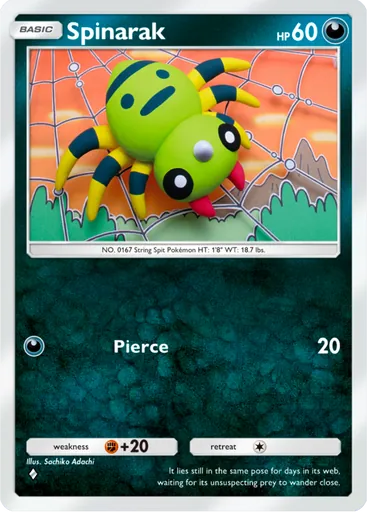 BASIC Spinarak HP 60
NO. 0167 String Spit Pokémon HT: 1'8" WT: 18.7 lbs.
Pierce 20
weakness +20 retreat
Illus. Sachiko Adachi
It lies still in the same pose for days in its web,
waiting for its unsuspecting prey to wander close.